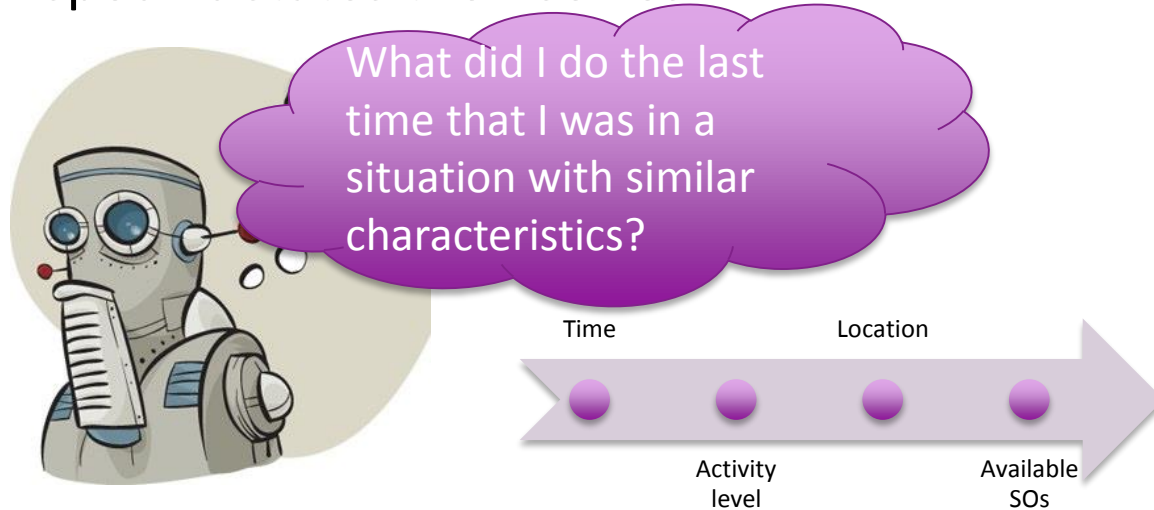 What did I do the last
time that I was in a
situation with similar
characteristics?
Time
Location
Activity
level
Available
SOs